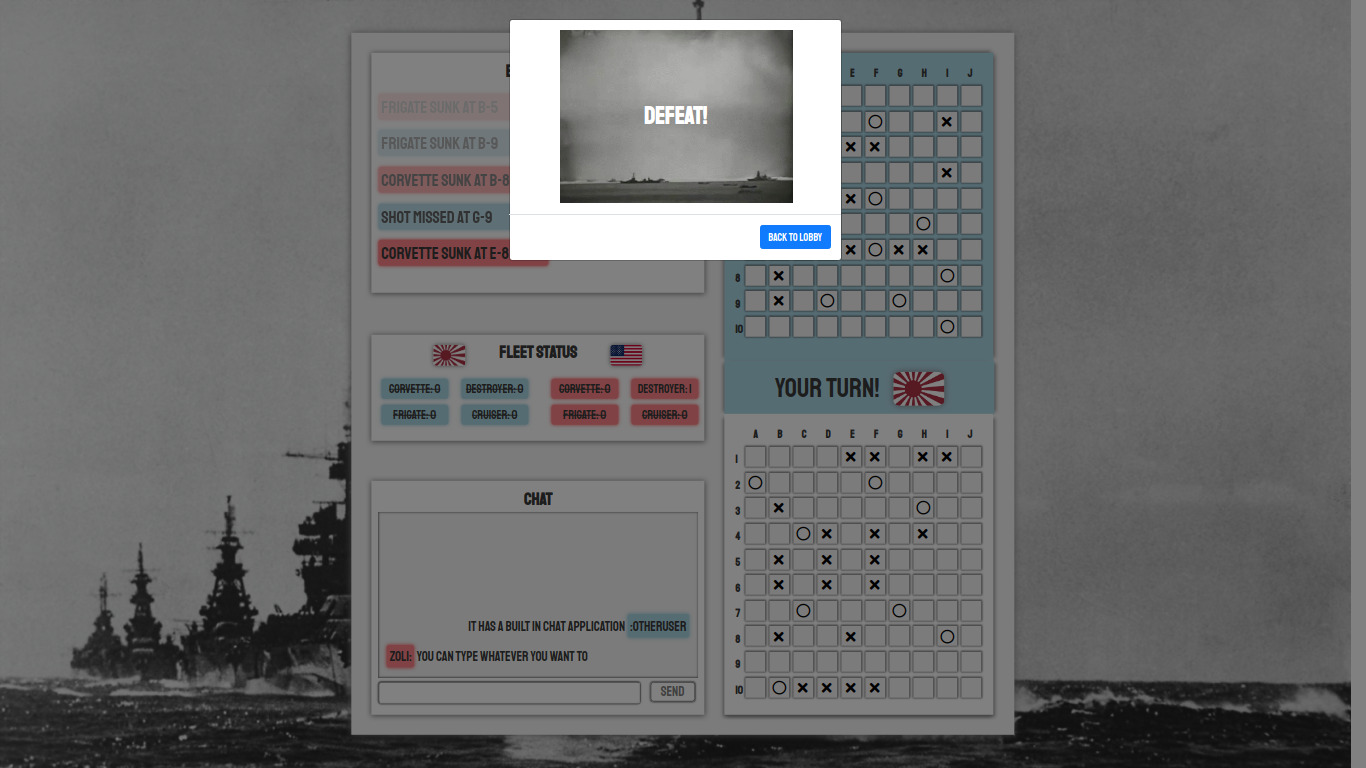 DEFEAT!
BACK TO LOBBY
FRIGATE SUNK AT B-5
FRIGATE SUNK AT B-9
CORVETTE SUNK AT B-8
SHOT MISSED AT G-9
CORVETTE SUNK AT E-8
FLEET STATUS
CORVETTE: 0 DESTROYER: 0 CORVETTE: 0 DESTROYER: 1
FRIGATE: 0 CRUISER: 0 FRIGATE: 0 CRUISER: 0
CHAT
IT HAS A BUILT IN CHAT APPLICATION :OTHERUSER
ZOLI: YOU CAN TYPE WHATEVER YOU WANT TO
SEND
E F G H I J
8
9
10
YOUR TURN!
A B C D E F G H I J
1
2
3
4
5
6
7
8
9
10